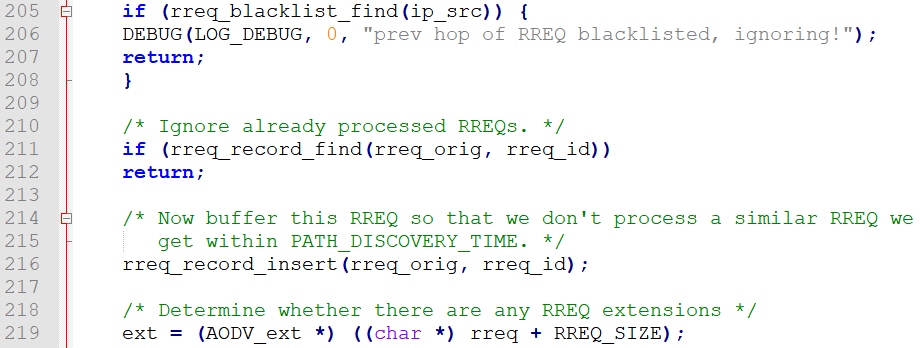 205 if (rreq_blacklist_find(ip_src)) {
206 DEBUG(LOG_DEBUG, 0, "prev hop of RREQ blacklisted, ignoring!");
207 return;
208 }
209
210 /* Ignore already processed RREQs. */
211 if (rreq_record_find(rreq_orig, rreq_id))
212 return;
213
214 /* Now buffer this RREQ so that we don't process a similar RREQ we
215 get within PATH_DISCOVERY_TIME. */
216 rreq_record_insert(rreq_orig, rreq_id);
217
218 /* Determine whether there are any RREQ extensions */
219 ext = (AODV_ext *) ((char *) rreq + RREQ_SIZE);